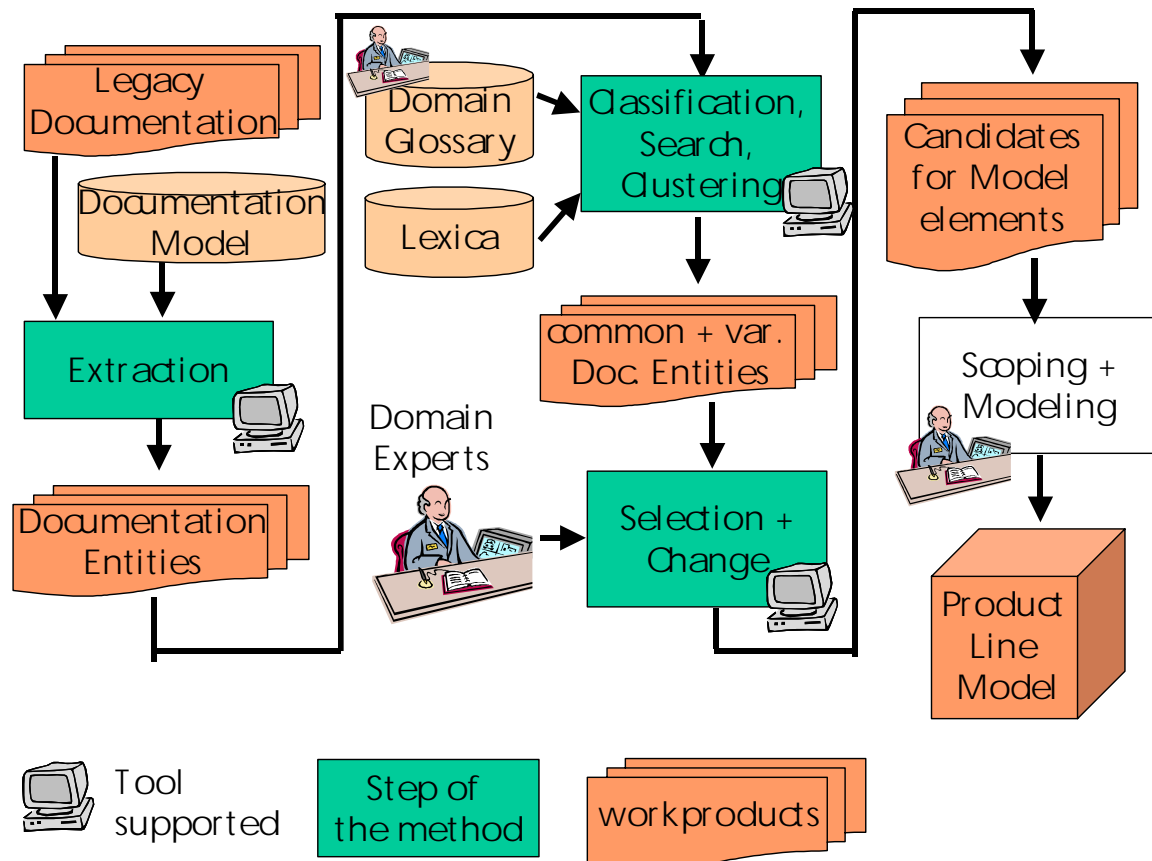 Legacy
Documentation
Documentation
Model
Extraction
Documentation
Entities
Domain
Glossary
Lexica
Classification,
Search,
Clustering
common + var.
Doc. Entities
Domain
Experts
Selection +
Change
Candidates
for Model
elements
Scoping +
Modeling
Product
Line
Model
Tool
supported
Step of
the method
workproducts